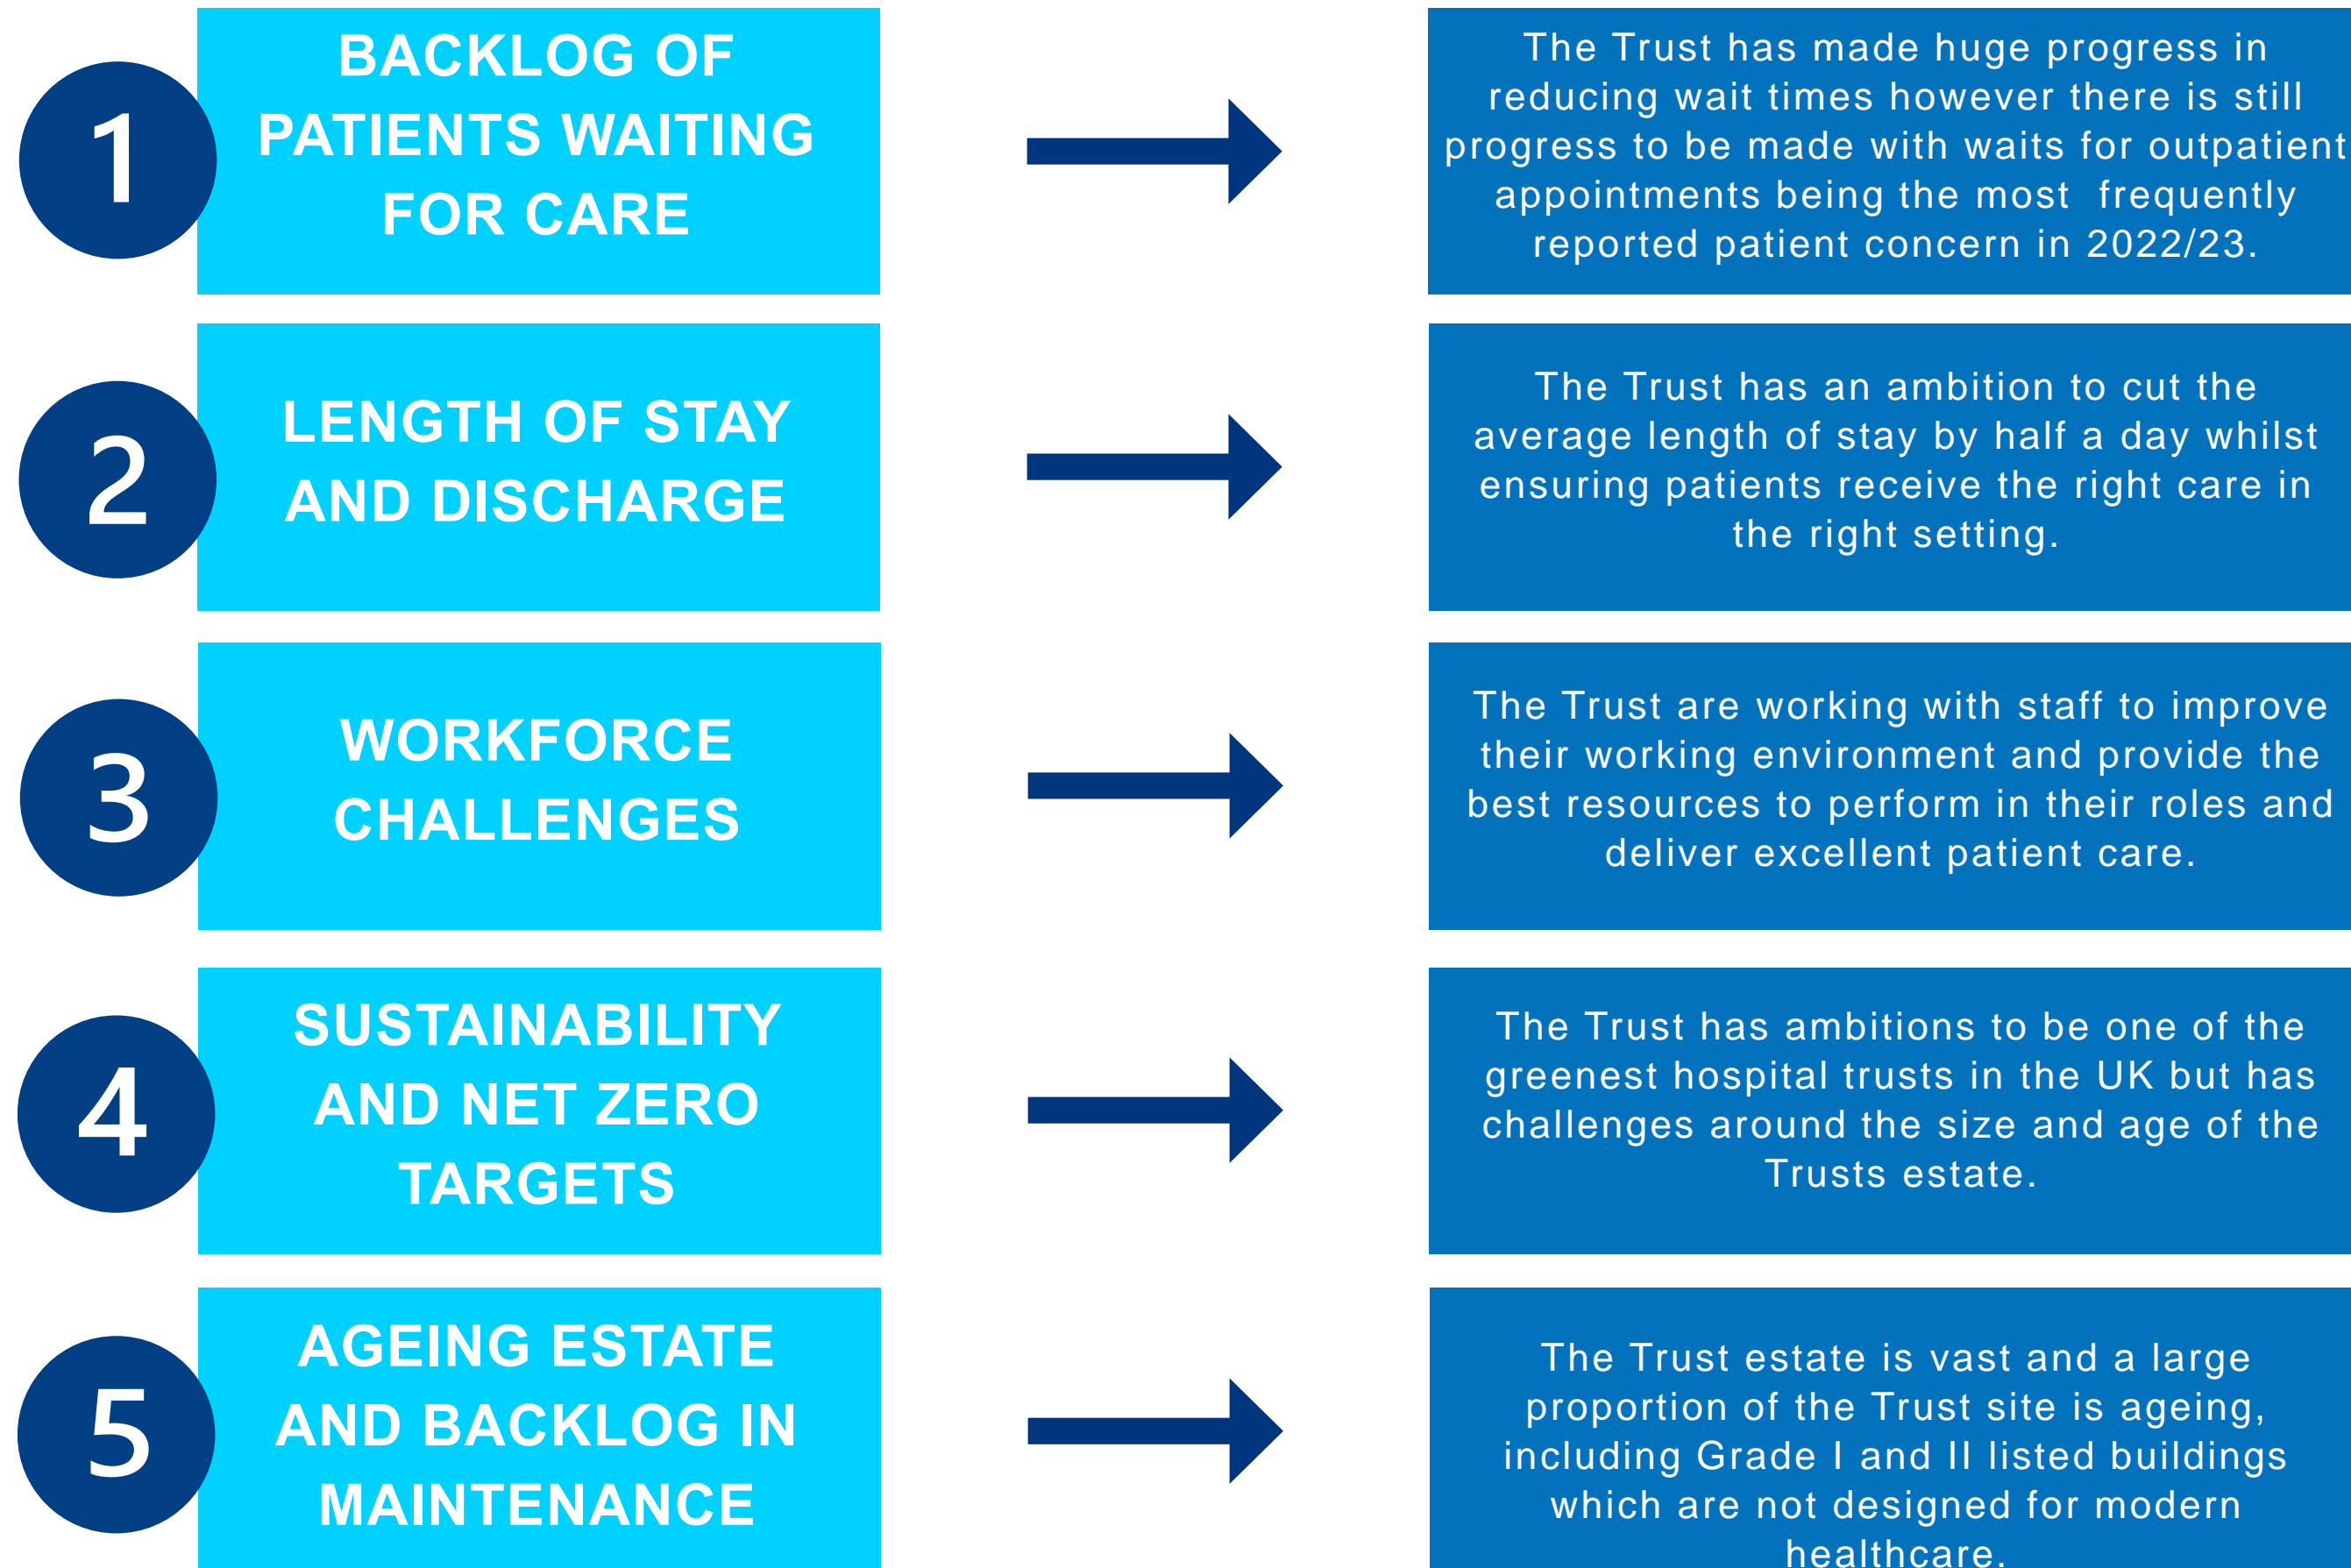 1
BACKLOG OF
PATIENTS WAITING
FOR CARE
The Trust has made huge progress in
reducing wait times however there is still
progress to be made with waits for outpatient
appointments being the most frequently
reported patient concern in 2022/23.
2
LENGTH OF STAY
AND DISCHARGE
The Trust has an ambition to cut the
average length of stay by half a day whilst
ensuring patients receive the right care in
the right setting.
3
WORKFORCE
CHALLENGES
The Trust are working with staff to improve
their working environment and provide the
best resources to perform in their roles and
deliver excellent patient care.
4
SUSTAINABILITY
AND NET ZERO
TARGETS
The Trust has ambitions to be one of the
greenest hospital trusts in the UK but has
challenges around the size and age of the
Trusts estate.
5
AGEING ESTATE
AND BACKLOG IN
MAINTENANCE
The Trust estate is vast and a large
proportion of the Trust site is ageing,
including Grade I and II listed buildings
which are not designed for modern
healthcare.